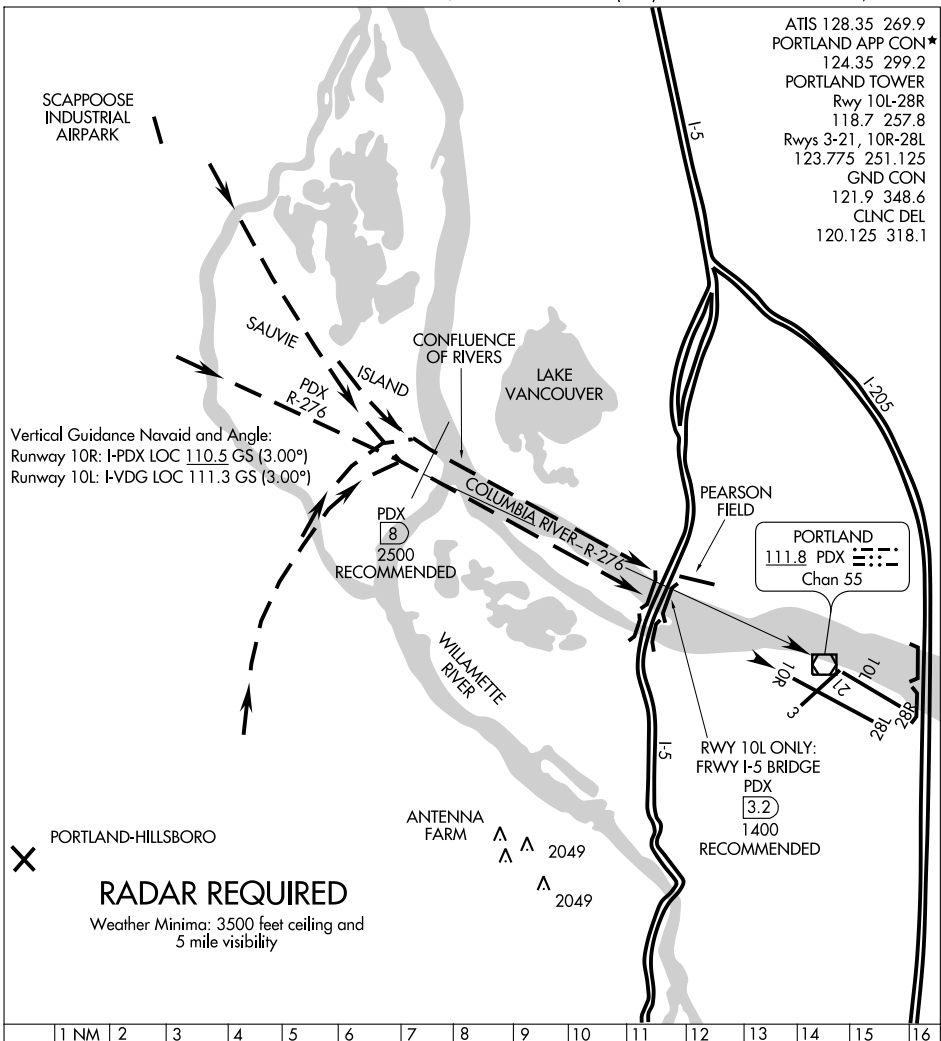 ATIS 128.35 269.9
PORTLAND APP CON★
124.35 299.2
PORTLAND TOWER
Rwy 10L-28R
118.7 257.8
Rwys 3-21, 10R-28L
123.775 251.125
GND CON
121.9 348.6
CLNC DEL
120.125 318.1
SCAPPOOSE
INDUSTRIAL
AIRPARK
I-5
I-205
SAUVIE
ISLAND
CONFLUENCE
OF RIVERS
LAKE
VANCOUVER
PDX
R-276
Vertical Guidance Navaid and Angle:
Runway 10R: I-PDX LOC 110.5 GS (3.00°)
Runway 10L: I-VDG LOC 111.3 GS (3.00°)
COLUMBIA RIVER-R-276
PEARSON
FIELD
PDX
8
2500
RECOMMENDED
PORTLAND
111.8 PDX
Chan 55
WILLAMETTE
RIVER
10R
10L
21
3
28L
28R
I-5
RWY 10L ONLY:
FRWY I-5 BRIDGE
PDX
3.2
1400
RECOMMENDED
ANTENNA
FARM
2049
2049
PORTLAND-HILLSBORO
RADAR REQUIRED
Weather Minima: 3500 feet ceiling and
5 mile visibility
1 NM 2 3 4 5 6 7 8 9 10 11 12 13 14 15 16